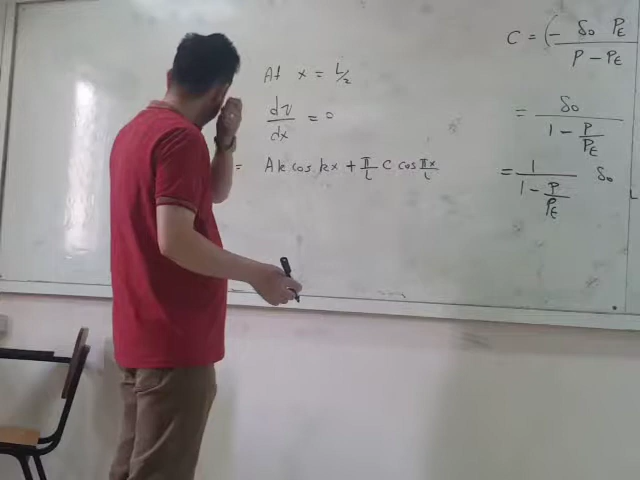 At x = L/2
dv/dx = 0
= Ak cos kx + π/L C cos πx/L
C = (- δo PE / P - PE
= δo / 1 - P/PE
= 1 / 1 - P/PE δo